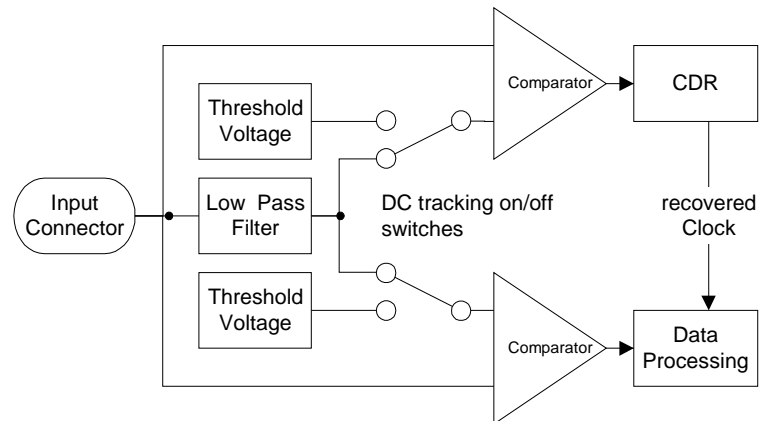 Comparator
CDR
Threshold
Voltage
Input
Connector
Low Pass
Filter
DC tracking on/off
switches
recovered
Clock
Threshold
Voltage
Comparator
Data
Processing